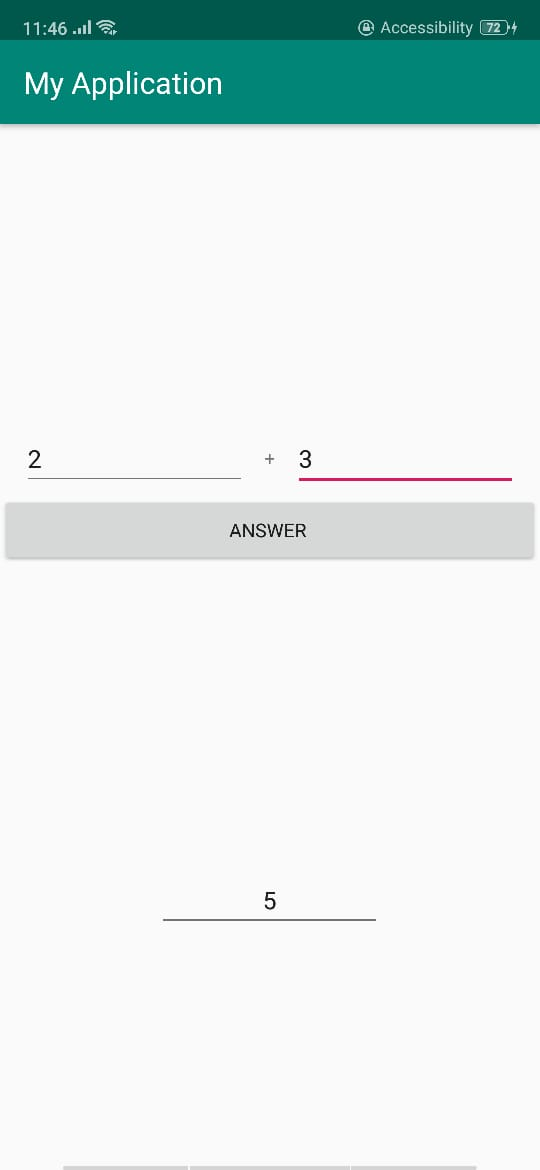 11:46 Accessibility 72
My Application
2 + 3
ANSWER
5